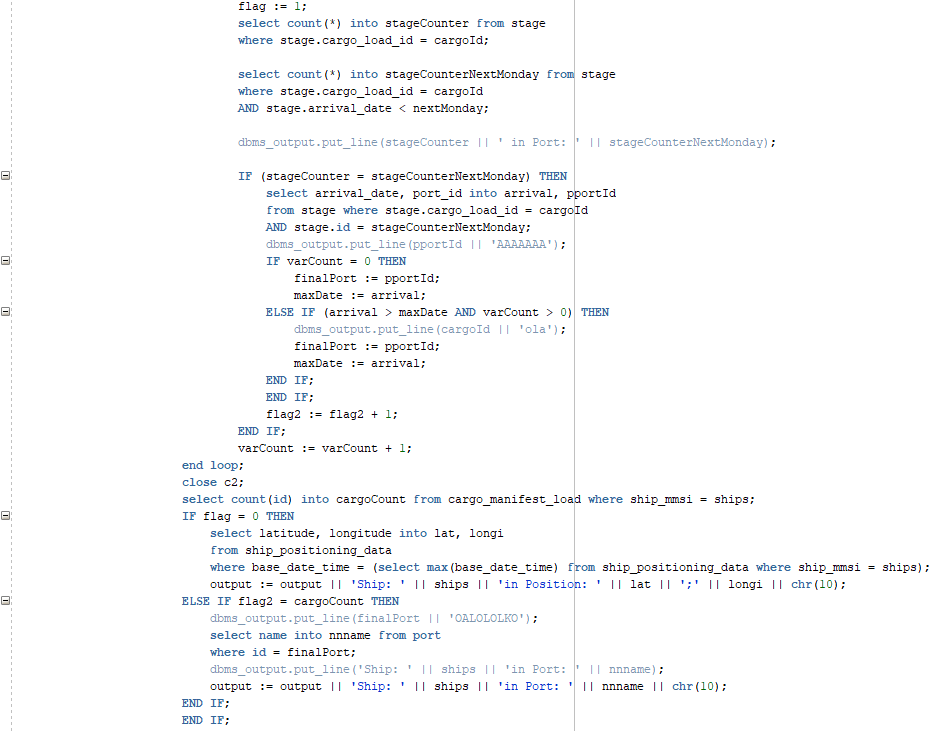 flag := 1;
select count(*) into stageCounter from stage
where stage.cargo_load_id = cargoId;
select count(*) into stageCounterNextMonday from stage
where stage.cargo_load_id = cargoId
AND stage.arrival_date < nextMonday;
dbms_output.put_line(stageCounter || ' in Port: ' || stageCounterNextMonday);
IF (stageCounter = stageCounterNextMonday) THEN
select arrival_date, port_id into arrival, pportId
from stage where stage.cargo_load_id = cargoId
AND stage.id = stageCounterNextMonday;
dbms_output.put_line(pportId || 'AAAAAAA');
IF varCount = 0 THEN
finalPort := pportId;
maxDate := arrival;
ELSE IF (arrival > maxDate AND varCount > 0) THEN
dbms_output.put_line(cargoId || 'ola');
finalPort := pportId;
maxDate := arrival;
END IF;
END IF;
flag2 := flag2 + 1;
END IF;
varCount := varCount + 1;
end loop;
close c2;
select count(id) into cargoCount from cargo_manifest_load where ship_mmsi = ships;
IF flag = 0 THEN
select latitude, longitude into lat, longi
from ship_positioning_data
where base_date_time = (select max(base_date_time) from ship_positioning_data where ship_mmsi = ships);
output := output || 'Ship: ' || ships || 'in Position: ' || lat || ';' || longi || chr(10);
ELSE IF flag2 = cargoCount THEN
dbms_output.put_line(finalPort || 'OALOLOLKO');
select name into nnname from port
where id = finalPort;
dbms_output.put_line('Ship: ' || ships || 'in Port: ' || nnname);
output := output || 'Ship: ' || ships || 'in Port: ' || nnname || chr(10);
END IF;
END IF;